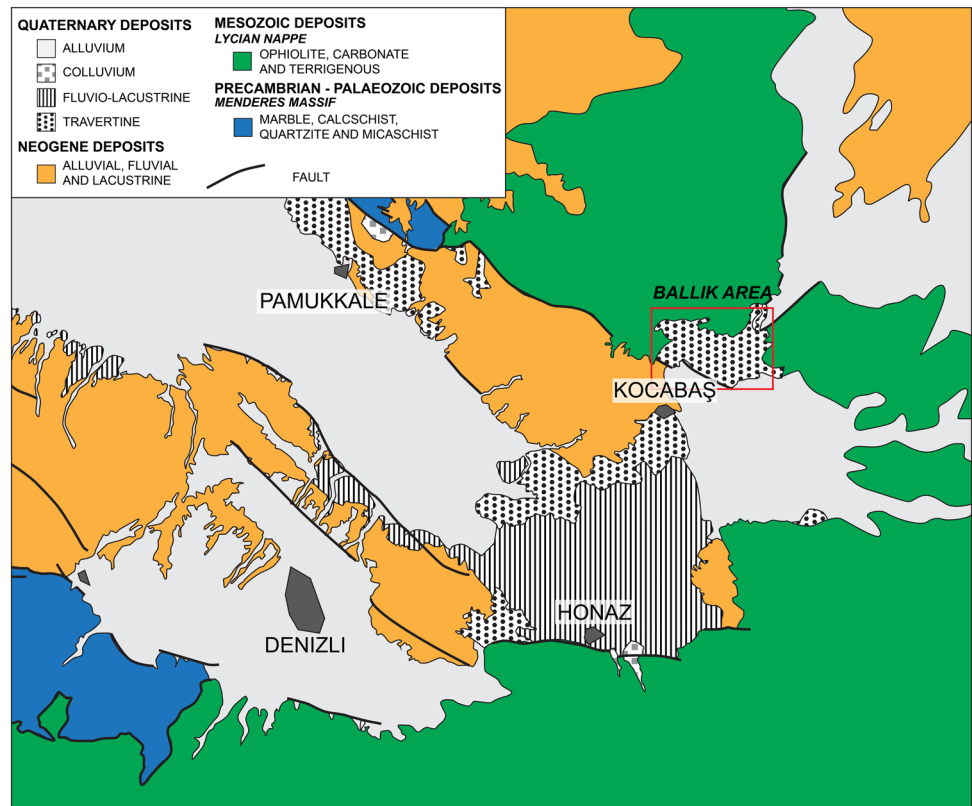 QUATERNARY DEPOSITS
ALLUVIUM
COLLUVIUM
FLUVIO-LACUSTRINE
TRAVERTINE
NEOGENE DEPOSITS
ALLUVIAL, FLUVIAL
AND LACUSTRINE
MESOZOIC DEPOSITS
LYCIAN NAPPE
OPHIOLITE, CARBONATE
AND TERRIGENOUS
PRECAMBRIAN - PALAEOZOIC DEPOSITS
MENDERES MASSIF
MARBLE, CALCSCHIST,
QUARTZITE AND MICASCHIST
FAULT
PAMUKKALE
BALLIK AREA
KOCABAŞ
HONAZ
DENIZLI